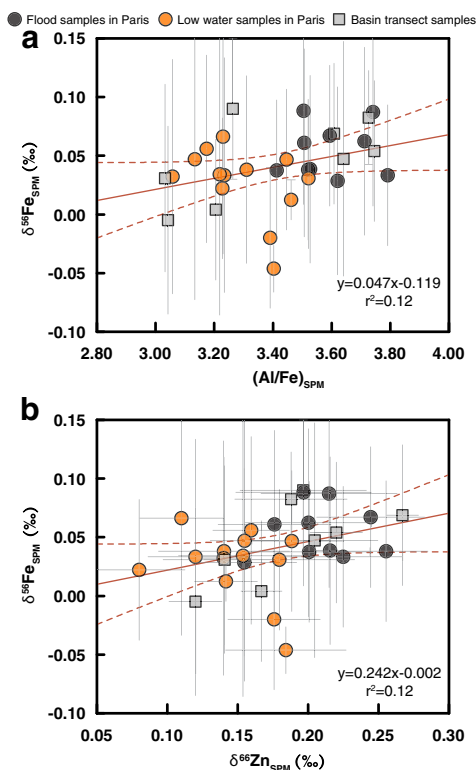 Flood samples in Paris Low water samples in Paris Basin transect samples
a
0.15
0.10
0.05
0.00
-0.05
-0.10
δ⁵⁶Fe_SPM (‰)
y=0.047x-0.119
r²=0.12
2.80 3.00 3.20 3.40 3.60 3.80 4.00
(Al/Fe)_SPM
b
0.15
0.10
0.05
0.00
0.05
-0.10
δ⁵⁶Fe_SPM (‰)
y=0.242x-0.002
r²=0.12
0.05 0.10 0.15 0.20 0.25 0.30
δ⁶⁶Zn_SPM (‰)